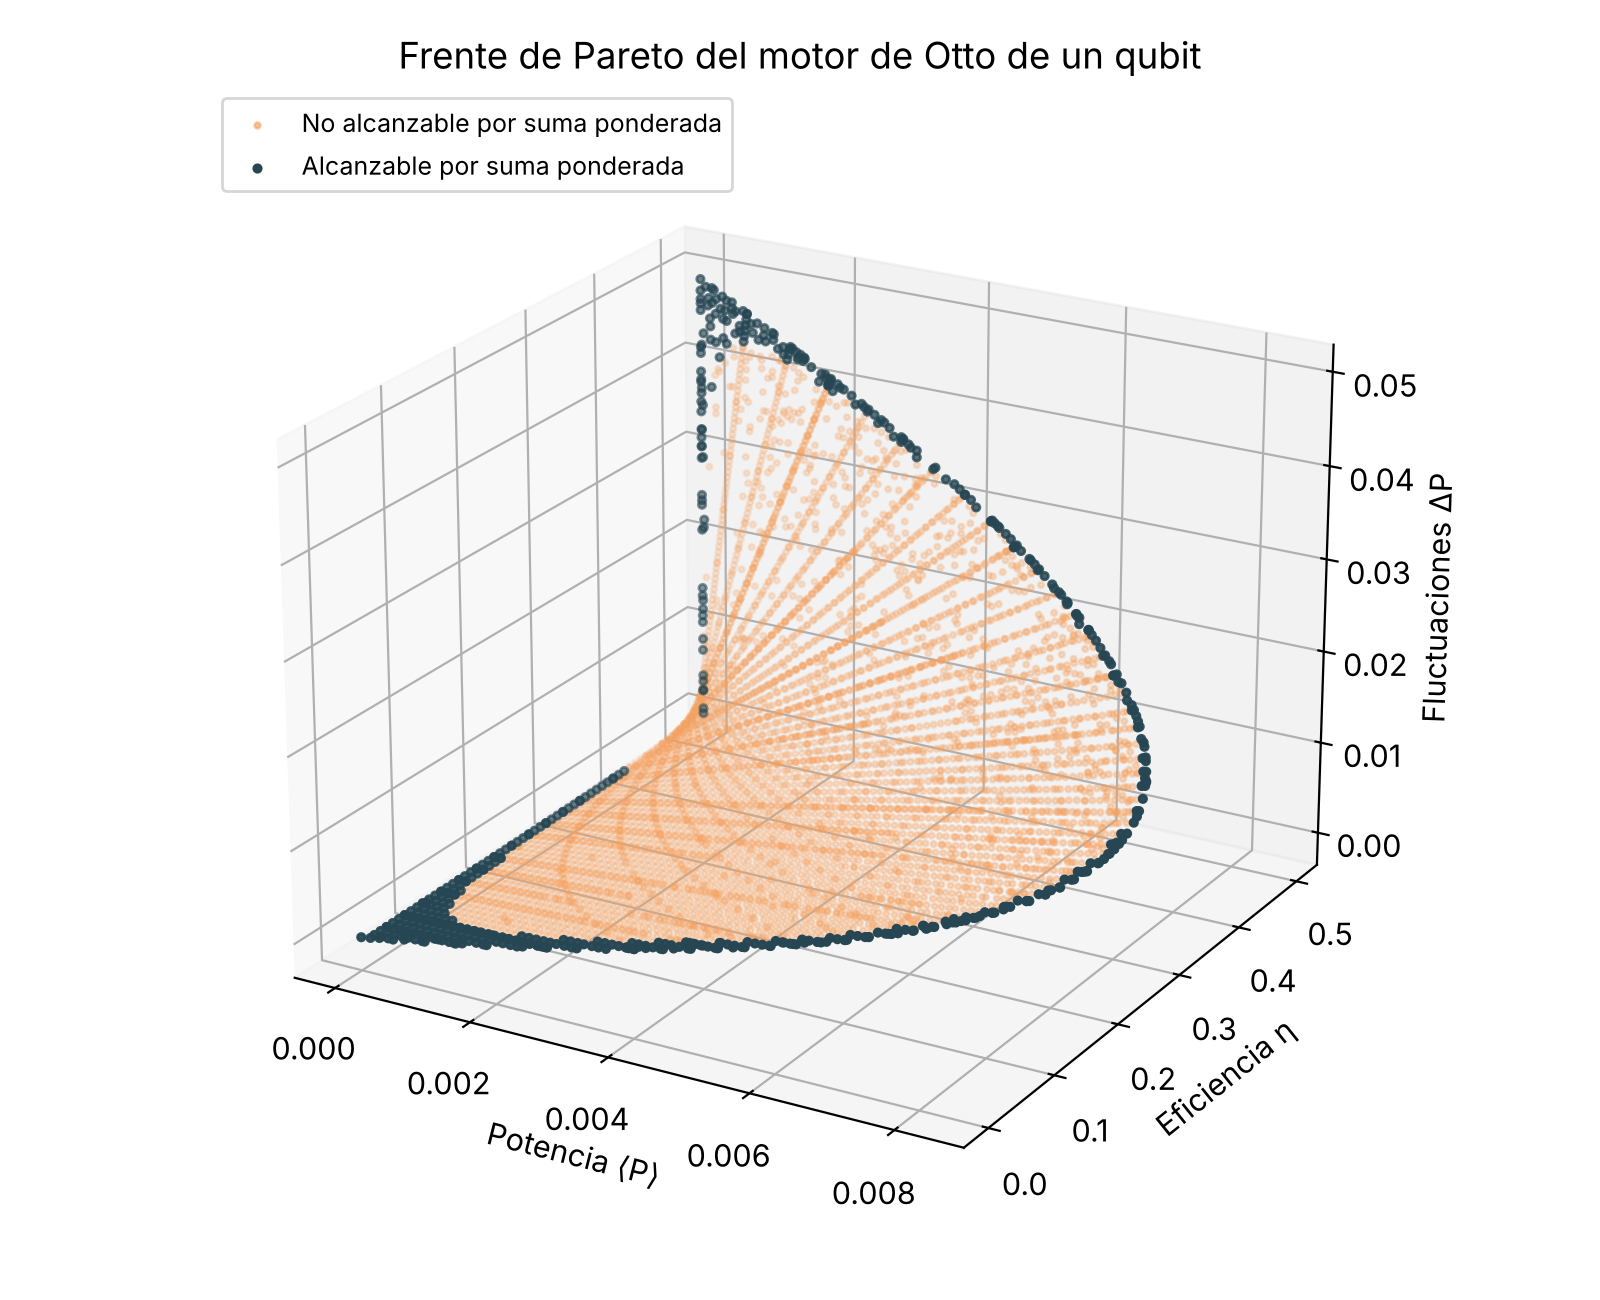 Frente de Pareto del motor de Otto de un qubit
No alcanzable por suma ponderada
Alcanzable por suma ponderada
0.05
0.04
0.03
0.02
0.01
0.00
Fluctuaciones ΔP
0.5
0.4
0.3
0.2
0.1
0.0
Eficiencia η
0.000
0.002
0.004
0.006
0.008
Potencia ⟨P⟩